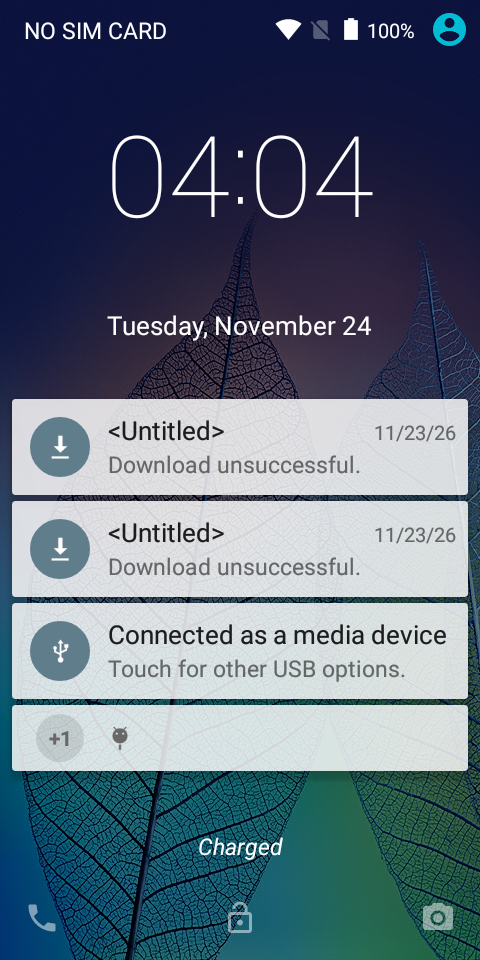 NO SIM CARD
100%
04:04
Tuesday, November 24
<Untitled>
11/23/26
Download unsuccessful.
<Untitled>
11/23/26
Download unsuccessful.
Connected as a media device
Touch for other USB options.
+1
Charged